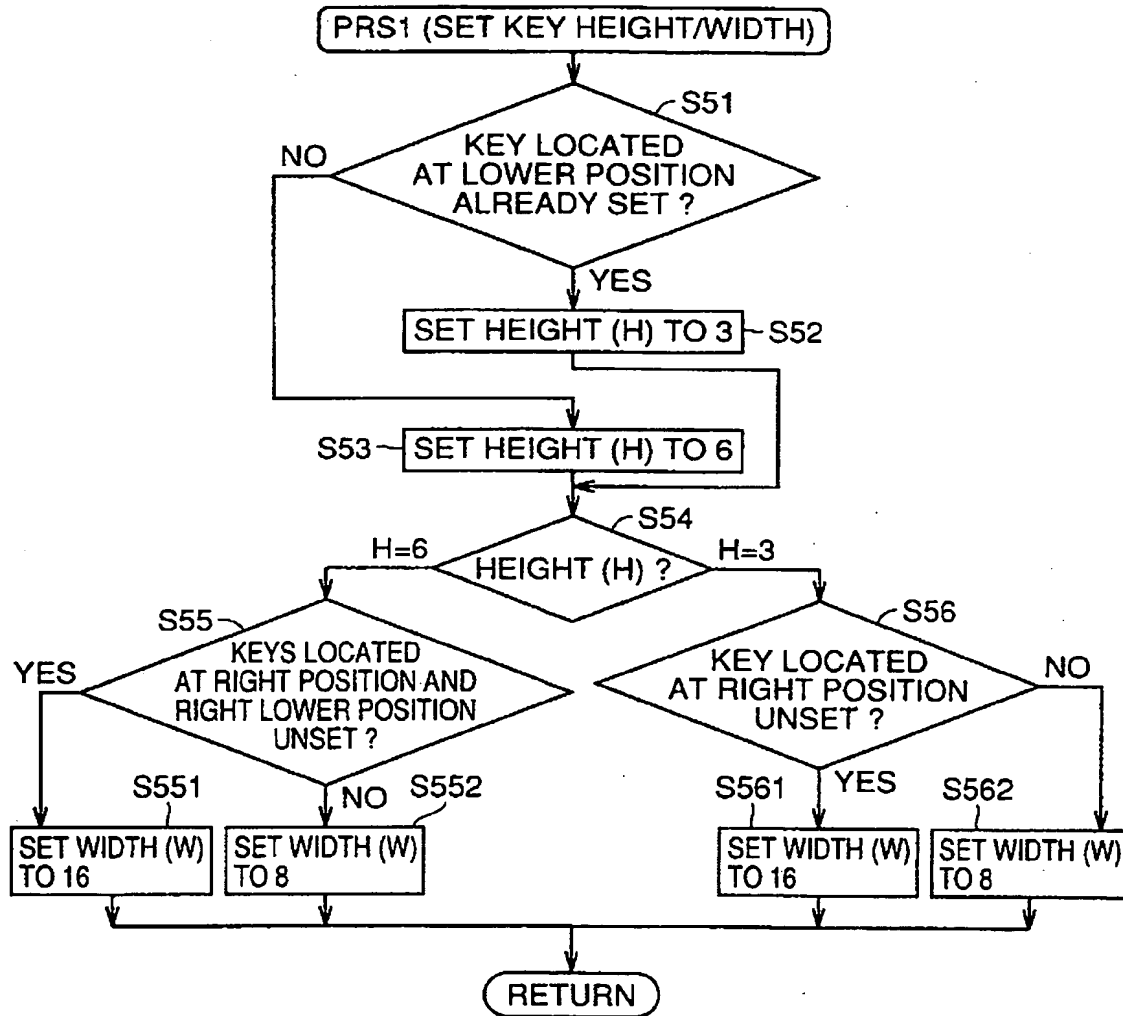 PRS1 (SET KEY HEIGHT/WIDTH)
S51
KEY LOCATED
AT LOWER POSITION
ALREADY SET ?
NO
YES
SET HEIGHT (H) TO 3
S52
S53
SET HEIGHT (H) TO 6
S54
HEIGHT (H) ?
H=6
H=3
S55
KEYS LOCATED
AT RIGHT POSITION AND
RIGHT LOWER POSITION
UNSET ?
YES
NO
S56
KEY LOCATED
AT RIGHT POSITION
UNSET ?
NO
YES
S551
SET WIDTH (W)
TO 16
S552
SET WIDTH (W)
TO 8
S561
SET WIDTH (W)
TO 16
S562
SET WIDTH (W)
TO 8
RETURN